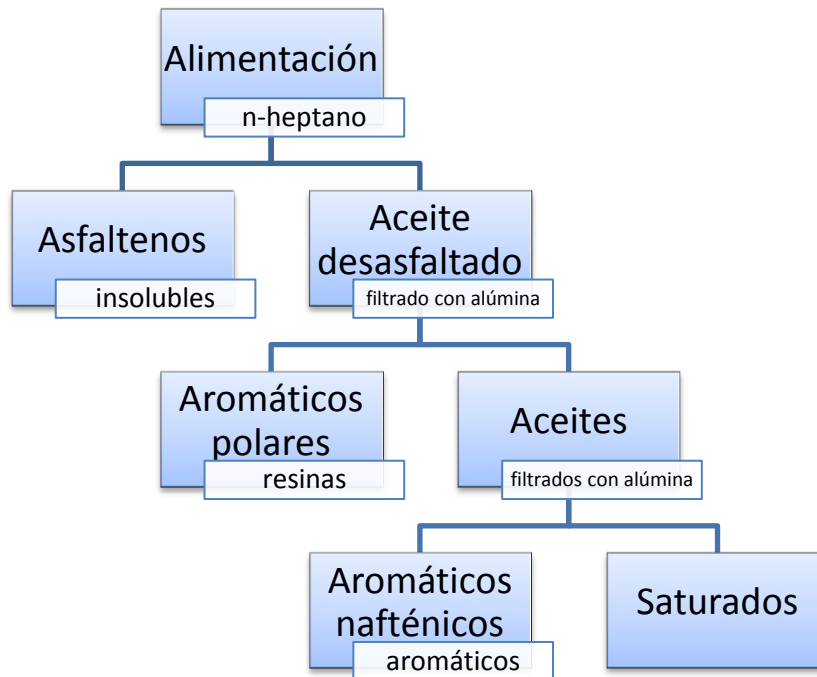 Alimentación
n-heptano
Asfaltenos
insolubles
Aceite
desasfaltado
filtrado con alúmina
Aromáticos
polares
resinas
Aceites
filtrados con alúmina
Aromáticos
nafténicos
aromáticos
Saturados